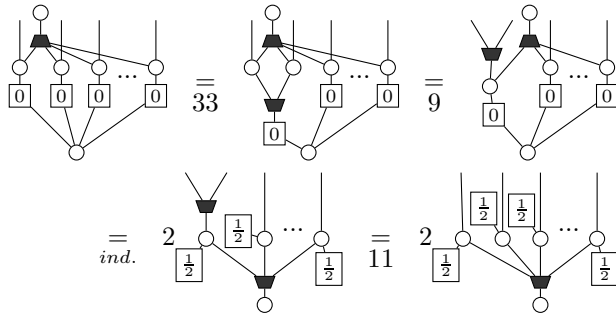 ... ... ...
0 0 0 0 = 33 0 0 0 = 9 0 0 0
= ind. 2 1/2 1/2 ... 1/2 = 11 2 1/2 1/2 1/2 ... 1/2